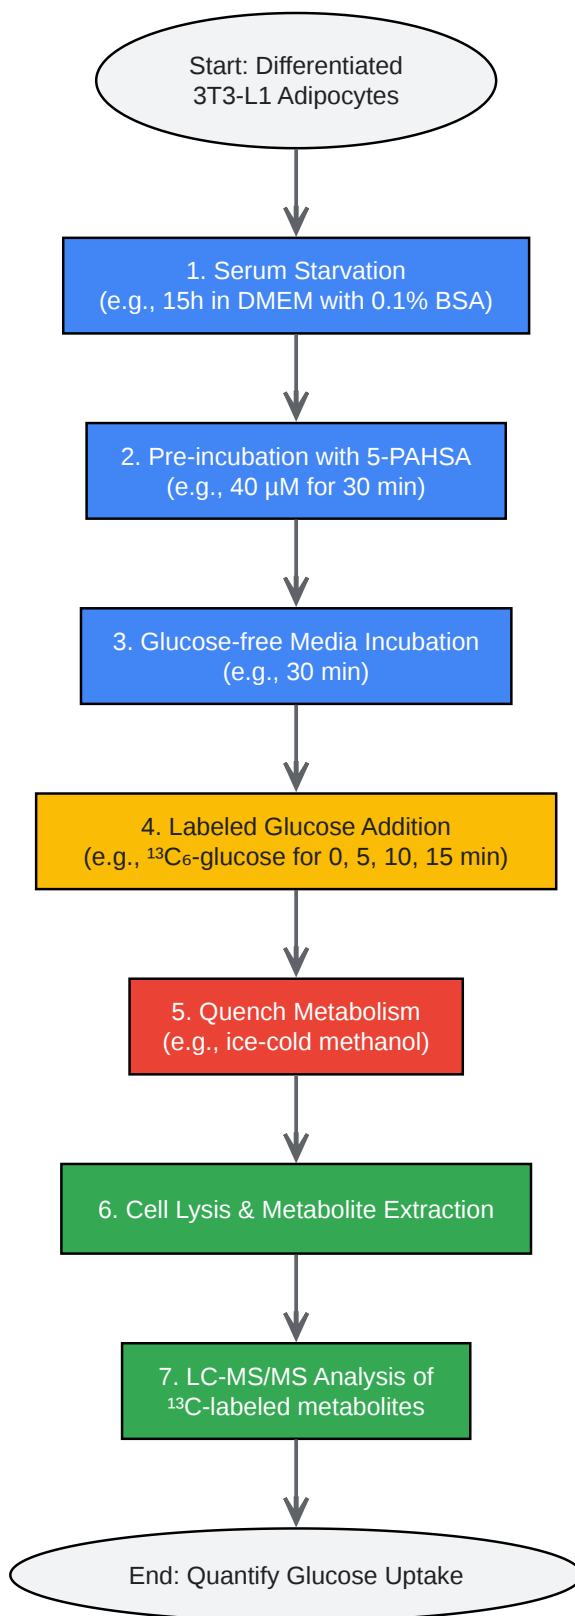 Start: Differentiated
3T3-L1 Adipocytes
1. Serum Starvation
(e.g., 15h in DMEM with 0.1% BSA)
2. Pre-incubation with 5-PAHSA
(e.g., 40 µM for 30 min)
3. Glucose-free Media Incubation
(e.g., 30 min)
4. Labeled Glucose Addition
(e.g., ¹³C₆-glucose for 0, 5, 10, 15 min)
5. Quench Metabolism
(e.g., ice-cold methanol)
6. Cell Lysis & Metabolite Extraction
7. LC-MS/MS Analysis of
¹³C-labeled metabolites
End: Quantify Glucose Uptake